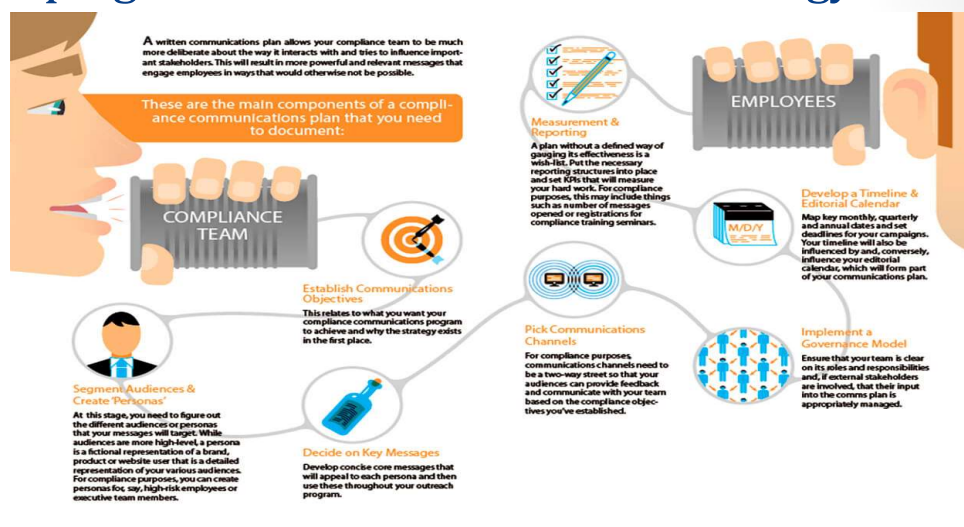 A written communications plan allows your compliance team to be much
more deliberate about the way it interacts with and tries to influence import-
ant stakeholders. This will result in more powerful and relevant messages that
engage employees in ways that would otherwise not be possible.
These are the main components of a compli-
ance communications plan that you need
to document:
COMPLIANCE
TEAM
Establish Communications
Objectives
This relates to what you want your
compliance communications program
to achieve and why the strategy exists
in the first place.
Segment Audiences &
Create 'Personas'
At this stage, you need to figure out
the different audiences or personas
that your messages will target. While
audiences are more high-level, a persona
is a fictional representation of a brand,
product or website user that is a detailed
representation of your various audiences.
For compliance purposes, you can create
personas for, say, high-risk employees or
executive team members.
Decide on Key Messages
Develop concise core messages that
will appeal to each persona and then
use these throughout your outreach
program.
Pick Communications
Channels
For compliance purposes,
communications channels need to
be a two-way street so that your
audiences can provide feedback
and communicate with your team
based on the compliance objec-
tives you've established.
Implement a
Governance Model
Ensure that your team is clear
on its roles and responsibilities
and, if external stakeholders
are involved, that their input
into the comms plan is
appropriately managed.
M/D/Y
Develop a Timeline &
Editorial Calendar
Map key monthly, quarterly
and annual dates and set
deadlines for your campaigns.
Your timeline will also be
influenced by and, conversely,
influence your editorial
calendar, which will form part
of your communications plan.
Measurement &
Reporting
A plan without a defined way of
gauging its effectiveness is a
wish-list. Put the necessary
reporting structures into place
and set KPIs that will measure
your hard work. For compliance
purposes, this may include things
such as number of messages
opened or registrations for
compliance training seminars.
EMPLOYEES